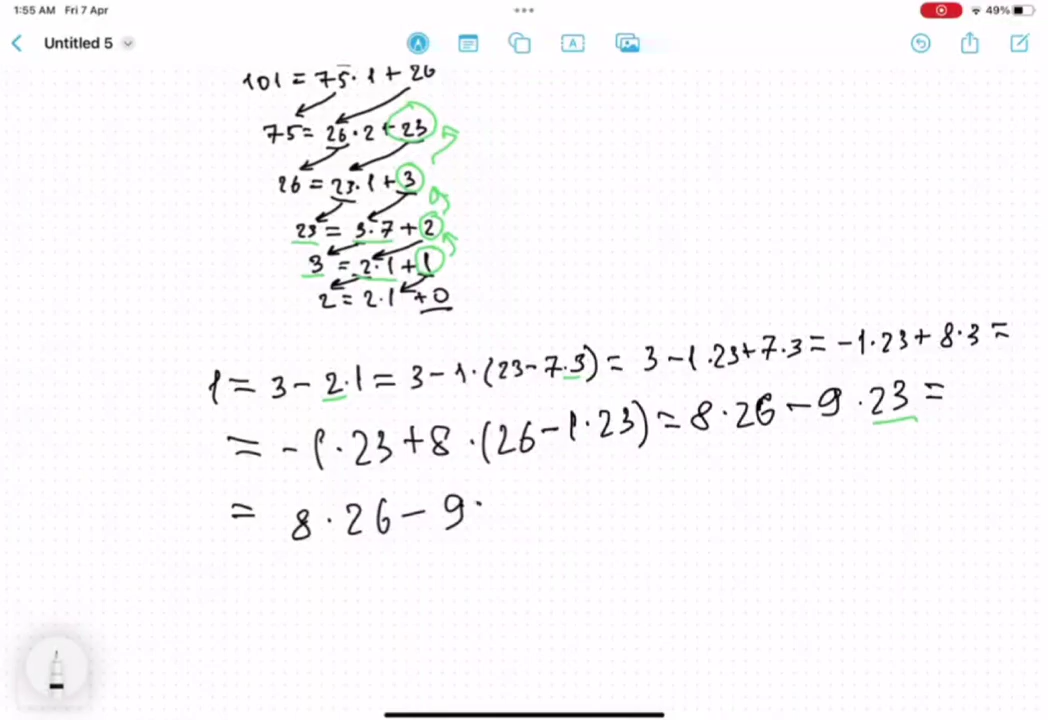 1:55 AM Fri 7 Apr
49%
Untitled 5
A
101 = 75 · 1 + 26
75 = 26 · 2 + 23
26 = 23 · 1 + 3
23 = 3 · 7 + 2
3 = 2 · 1 + 1
2 = 2 · 1 + 0
1 = 3 - 2 · 1 = 3 - 1 · (23 - 7 · 3) = 3 - 1 · 23 + 7 · 3 = -1 · 23 + 8 · 3 =
= -1 · 23 + 8 · (26 - 1 · 23) = 8 · 26 - 9 · 23 =
= 8 · 26 - 9 ·